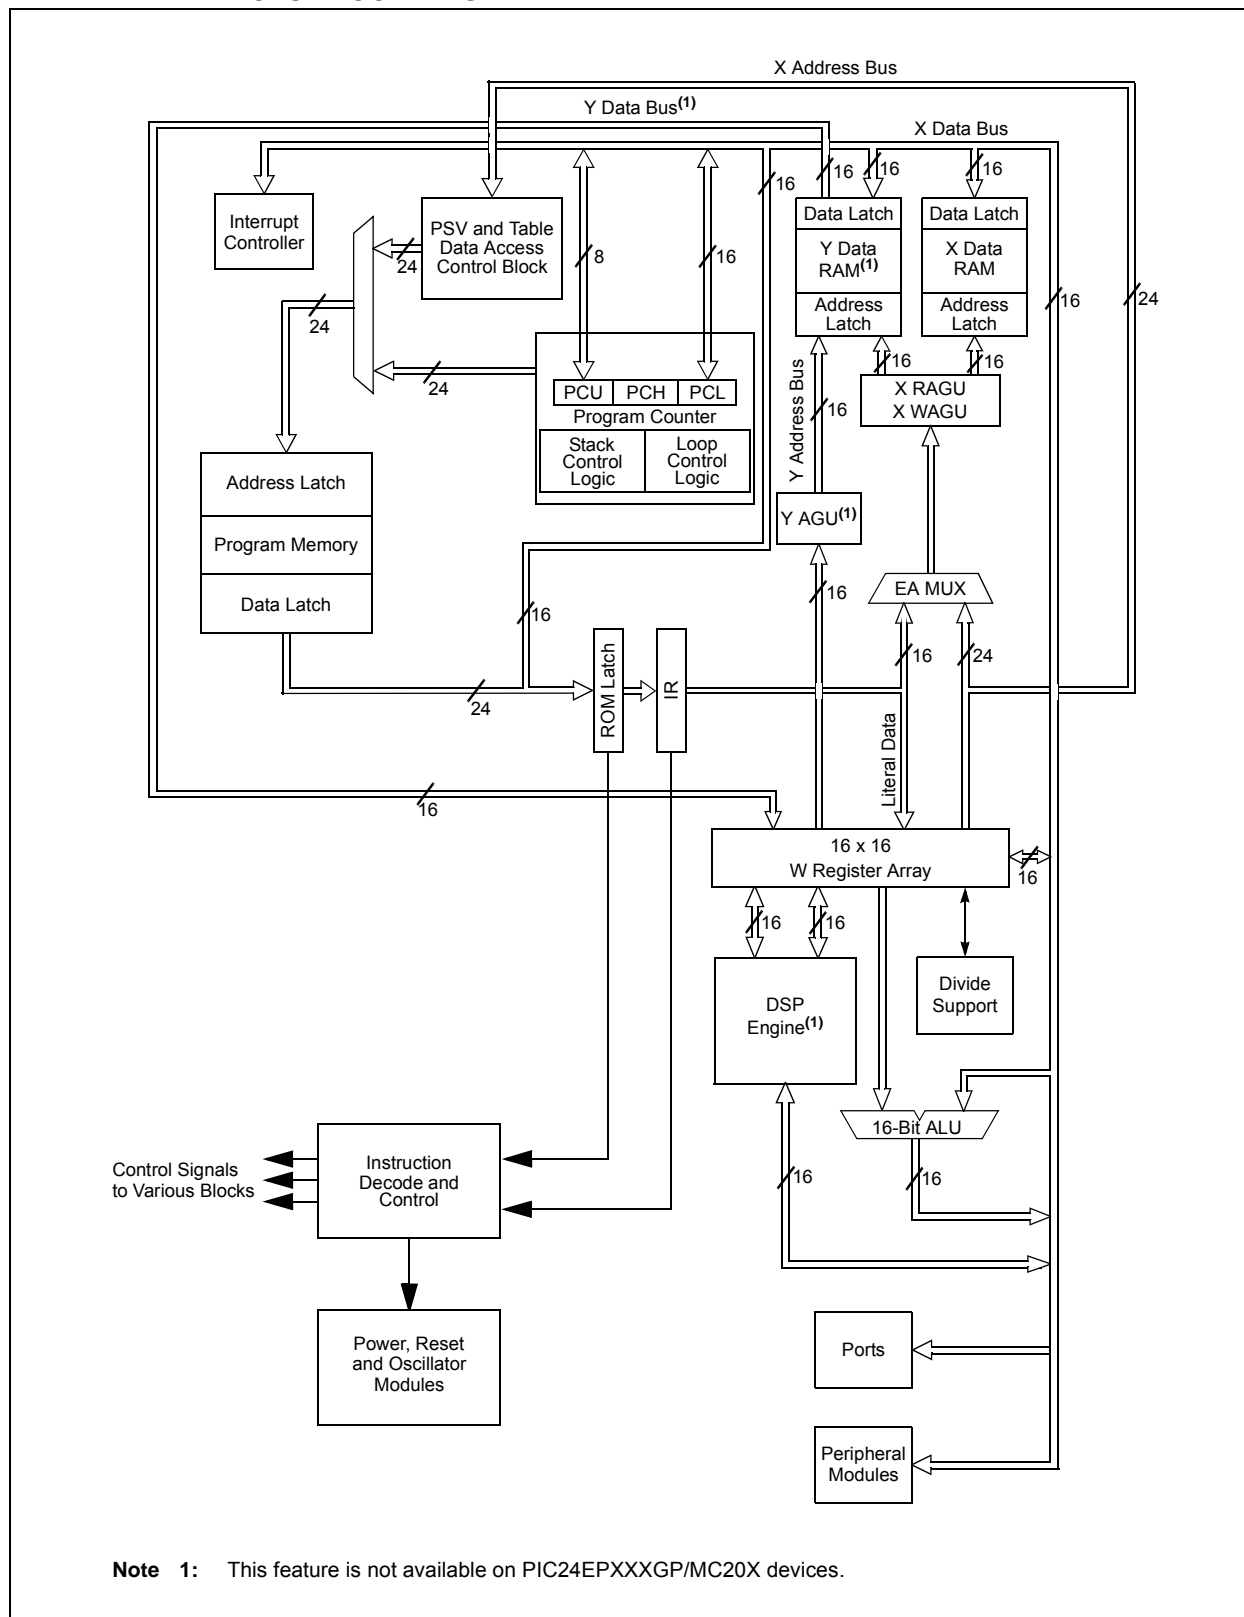 X Address Bus
Y Data Bus(1)
X Data Bus
16
16
16
16
Interrupt
Controller
PSV and Table
Data Access
Control Block
24
8
16
Data Latch
Y Data
RAM(1)
Address
Latch
Data Latch
X Data
RAM
Address
Latch
16
24
24
24
16
16
X RAGU
X WAGU
PCU
PCH
PCL
Program Counter
Stack
Control
Logic
Loop
Control
Logic
Y Address Bus
16
Address Latch
Program Memory
Data Latch
Y AGU(1)
EA MUX
16
16
16
24
24
ROM Latch
IR
Literal Data
16
16 x 16
W Register Array
16
16
16
DSP
Engine(1)
Divide
Support
16-Bit ALU
16
16
Control Signals
to Various Blocks
Instruction
Decode and
Control
Power, Reset
and Oscillator
Modules
Ports
Peripheral
Modules
Note 1: This feature is not available on PIC24EPXXXGP/MC20X devices.